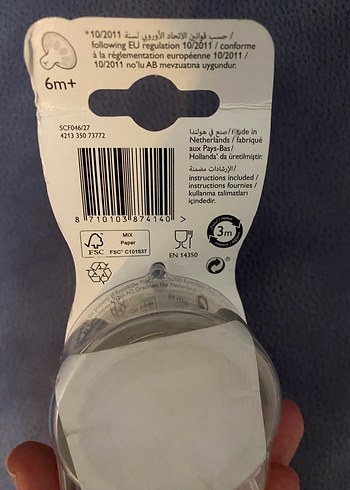 *10/2011 حسب قوانين الاتحاد الأوروبي لسنة /
following EU regulation 10/2011 / conforme
à la règlementation européenne 10/2011 /
10/2011 no'lu AB mevzuatına uygundur.
6m+
SCF046/27
4213 350 73772
صنع في هولندا / made in
Netherlands / fabriqué
aux Pays-Bas /
Hollanda' da üretilmiştir.
الإرشادات مضمنة /
instructions included /
instructions fournies /
kullanma talimatları
içindedir.
8 710103 874140 >
FSC
MIX
Paper
FSC® C101537
EN 14350
3m